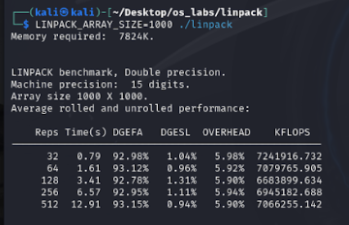 ┌──(kali㉿kali)-[~/Desktop/os_labs/linpack]
└─$ LINPACK_ARRAY_SIZE=1000 ./linpack
Memory required:  7824K.
LINPACK benchmark, Double precision.
Machine precision:  15 digits.
Array size 1000 X 1000.
Average rolled and unrolled performance:
Reps Time(s) DGEFA   DGESL  OVERHEAD    KFLOPS
32   0.79  92.98%   1.04%   5.98%  7241916.732
64   1.61  93.12%   0.96%   5.92%  7079765.905
128   3.41  92.78%   1.31%   5.90%  6683899.634
256   6.57  92.95%   1.11%   5.94%  6945182.688
512  12.91  93.15%   0.94%   5.90%  7066255.142